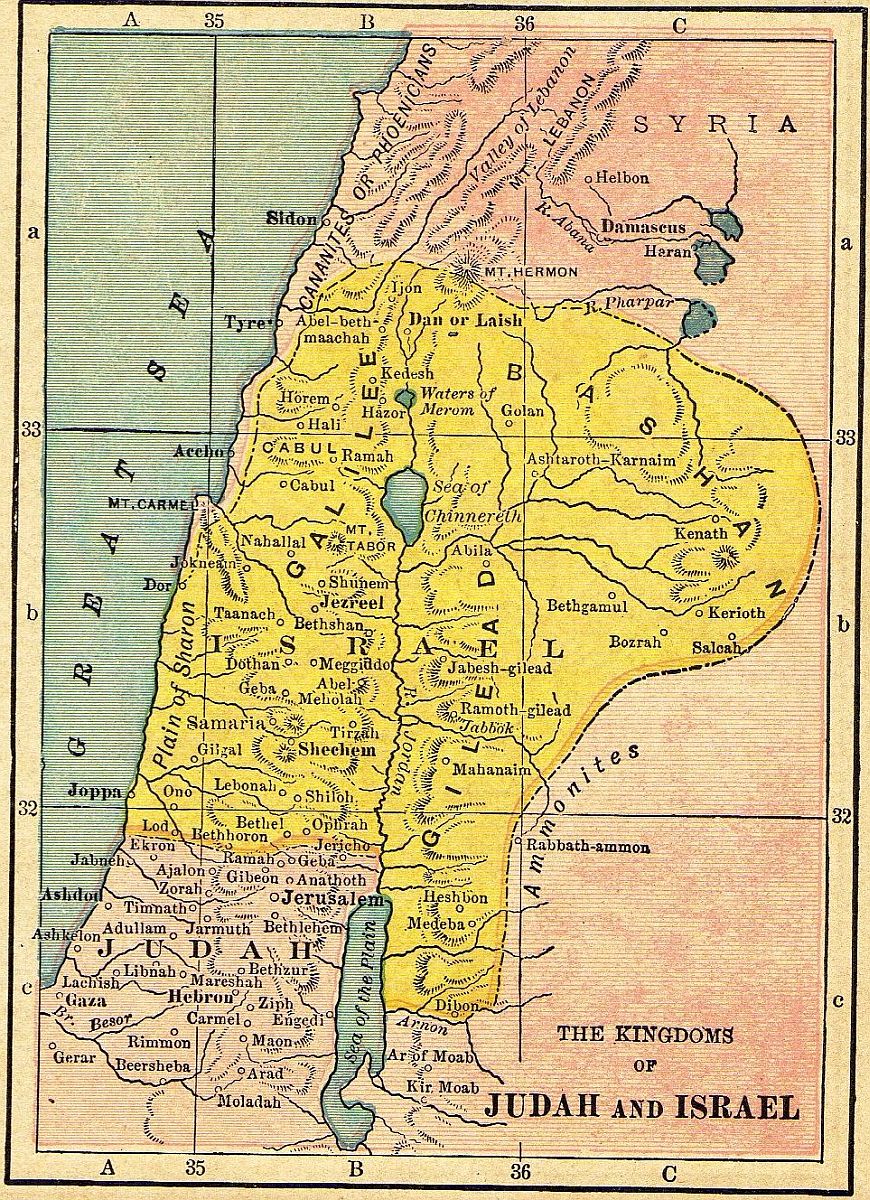 A 35 B 36 C
SYRIA
CANANITES OR PHOENICIANS
Valley of Lebanon
MT. LEBANON
Helbon
Sidon
R. Abana
Damascus
a
a
Haran
MT. HERMON
Ijon
R. Pharpar
Tyre
Abel-beth-
maachah
Dan or Laish
GREAT SEA
BASHAN
Kedesh
Horem
Hazor
Waters of
Merom
Golan
Hali
33
33
Accho
CABUL
Ramah
Ashtaroth-Karnaim
GALILEE
Cabul
Sea of
Chinnereth
MT. CARMEL
Kenath
Nahallal
MT.
TABOR
Abila
Jokneam
Dor
Shunem
Jezreel
Bethgamul
b
b
Taanach
Kerioth
Bethshan
Bozrah
Salcah
ISRAEL
Dothan
Meggiddo
Jabesh-gilead
Plain of Sharon
Geba
Abel-
Meholah
GILEAD
Ramoth-gilead
Samaria
Tirzah
Jabbok
Gilgal
Shechem
R. Jordan
Mahanaim
Ammonites
Joppa
Ono
Lebonah
Shiloh
32
32
Lod
Bethel
Ophrah
Bethhoron
Ekron
Jericho
Rabbath-ammon
Jabneh
Ramah
Geba
Ajalon
Gibeon
Anathoth
Zorah
Ashdod
Jerusalem
Heshbon
Timnath
Medeba
Ashkelon
Adullam
Jarmuth
Bethlehem
JUDAH
Libnah
Bethzur
Lachish
Mareshah
c
c
Gaza
Hebron
Ziph
Dibon
Sea of the Plain
Br. Besor
Carmel
Engedi
Arnon
Rimmon
Maon
Gerar
Ar of Moab
Beersheba
Arad
Kir Moab
Moladah
THE KINGDOMS
OF
JUDAH AND ISRAEL
A 35 B 36 C